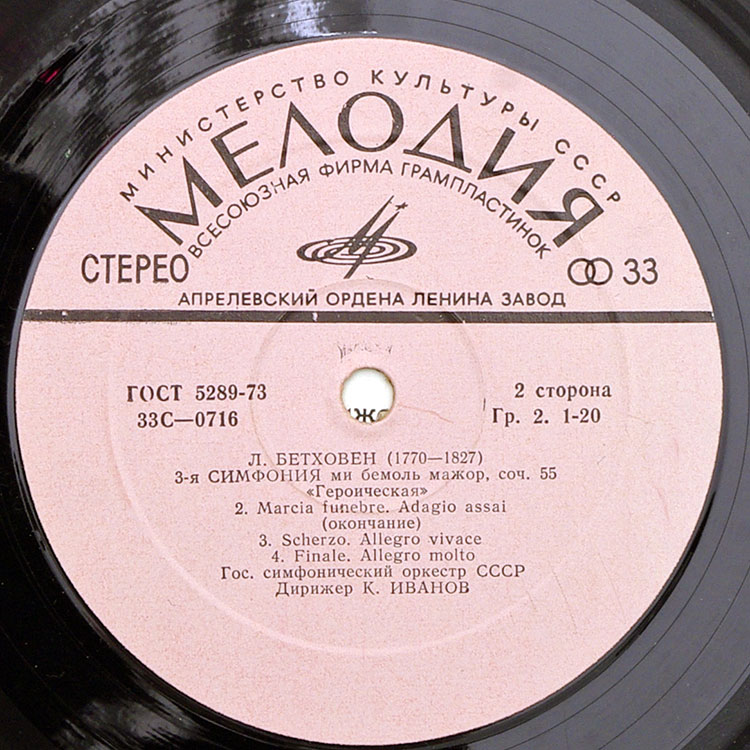 МИНИСТЕРСТВО КУЛЬТУРЫ СССР
МЕЛОДИЯ
ВСЕСОЮЗНАЯ ФИРМА ГРАМПЛАСТИНОК
СТЕРЕО
33
АПРЕЛЕВСКИЙ ОРДЕНА ЛЕНИНА ЗАВОД
ГОСТ 5289-73
2 сторона
33С—0716
Гр. 2. 1-20
Л. БЕТХОВЕН (1770—1827)
3-я СИМФОНИЯ ми бемоль мажор, соч. 55
«Героическая»
2. Marcia funebre. Adagio assai
(окончание)
3. Scherzo. Allegro vivace
4. Finale. Allegro molto
Гос. симфонический оркестр СССР
Дирижер К. ИВАНОВ